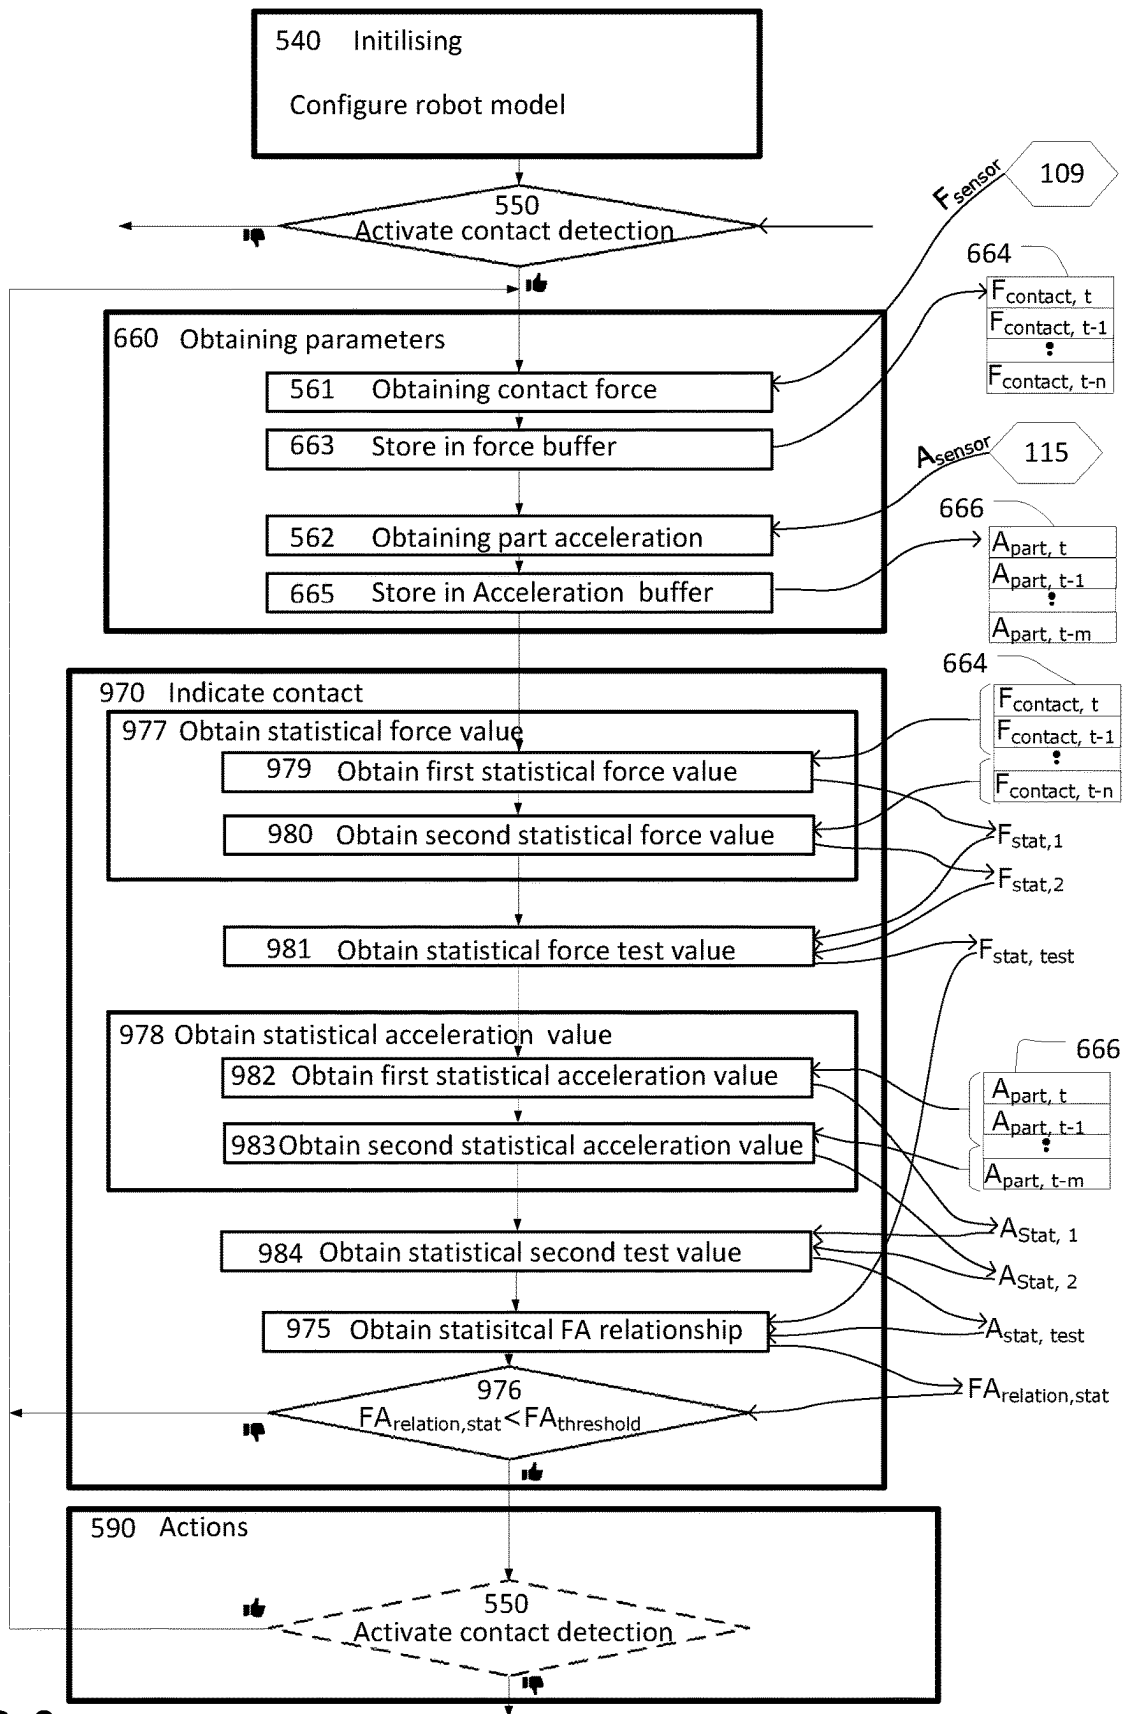 540 Initilising
Configure robot model
550
Activate contact detection
109
Fsensor
664
Fcontact, t
Fcontact, t-1
Fcontact, t-n
660 Obtaining parameters
561 Obtaining contact force
663 Store in force buffer
115
Asensor
562 Obtaining part acceleration
665 Store in Acceleration buffer
666
Apart, t
Apart, t-1
Apart, t-m
970 Indicate contact
977 Obtain statistical force value
979 Obtain first statistical force value
980 Obtain second statistical force value
664
Fcontact, t
Fcontact, t-1
Fcontact, t-n
Fstat,1
Fstat,2
981 Obtain statistical force test value
Fstat, test
978 Obtain statistical acceleration value
982 Obtain first statistical acceleration value
983 Obtain second statistical acceleration value
666
Apart, t
Apart, t-1
Apart, t-m
AStat, 1
984 Obtain statistical second test value
AStat, 2
975 Obtain statisitcal FA relationship
Astat, test
976
FArelation,stat<FAthreshold
FArelation,stat
590 Actions
550
Activate contact detection